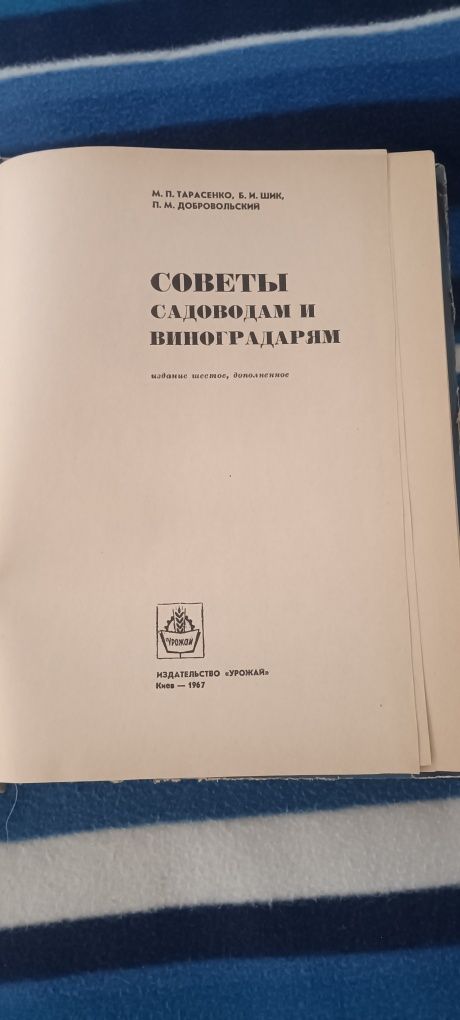 М. П. ТАРАСЕНКО, Б. И. ШИК,
П. М. ДОБРОВОЛЬСКИЙ
СОВЕТЫ
САДОВОДАМ И
ВИНОГРАДАРЯМ
издание шестое, дополненное
УРОЖАЙ
ИЗДАТЕЛЬСТВО «УРОЖАЙ»
Киев — 1967